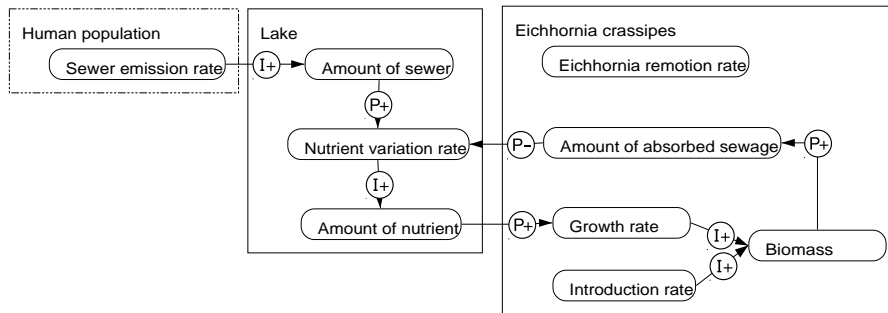 Human population
Sewer emission rate
I+
Lake
Amount of sewer
P+
Nutrient variation rate
I+
Amount of nutrient
Eichhornia crassipes
Eichhornia remotion rate
P-
Amount of absorbed sewage
P+
P+
Growth rate
I+
Biomass
I+
Introduction rate